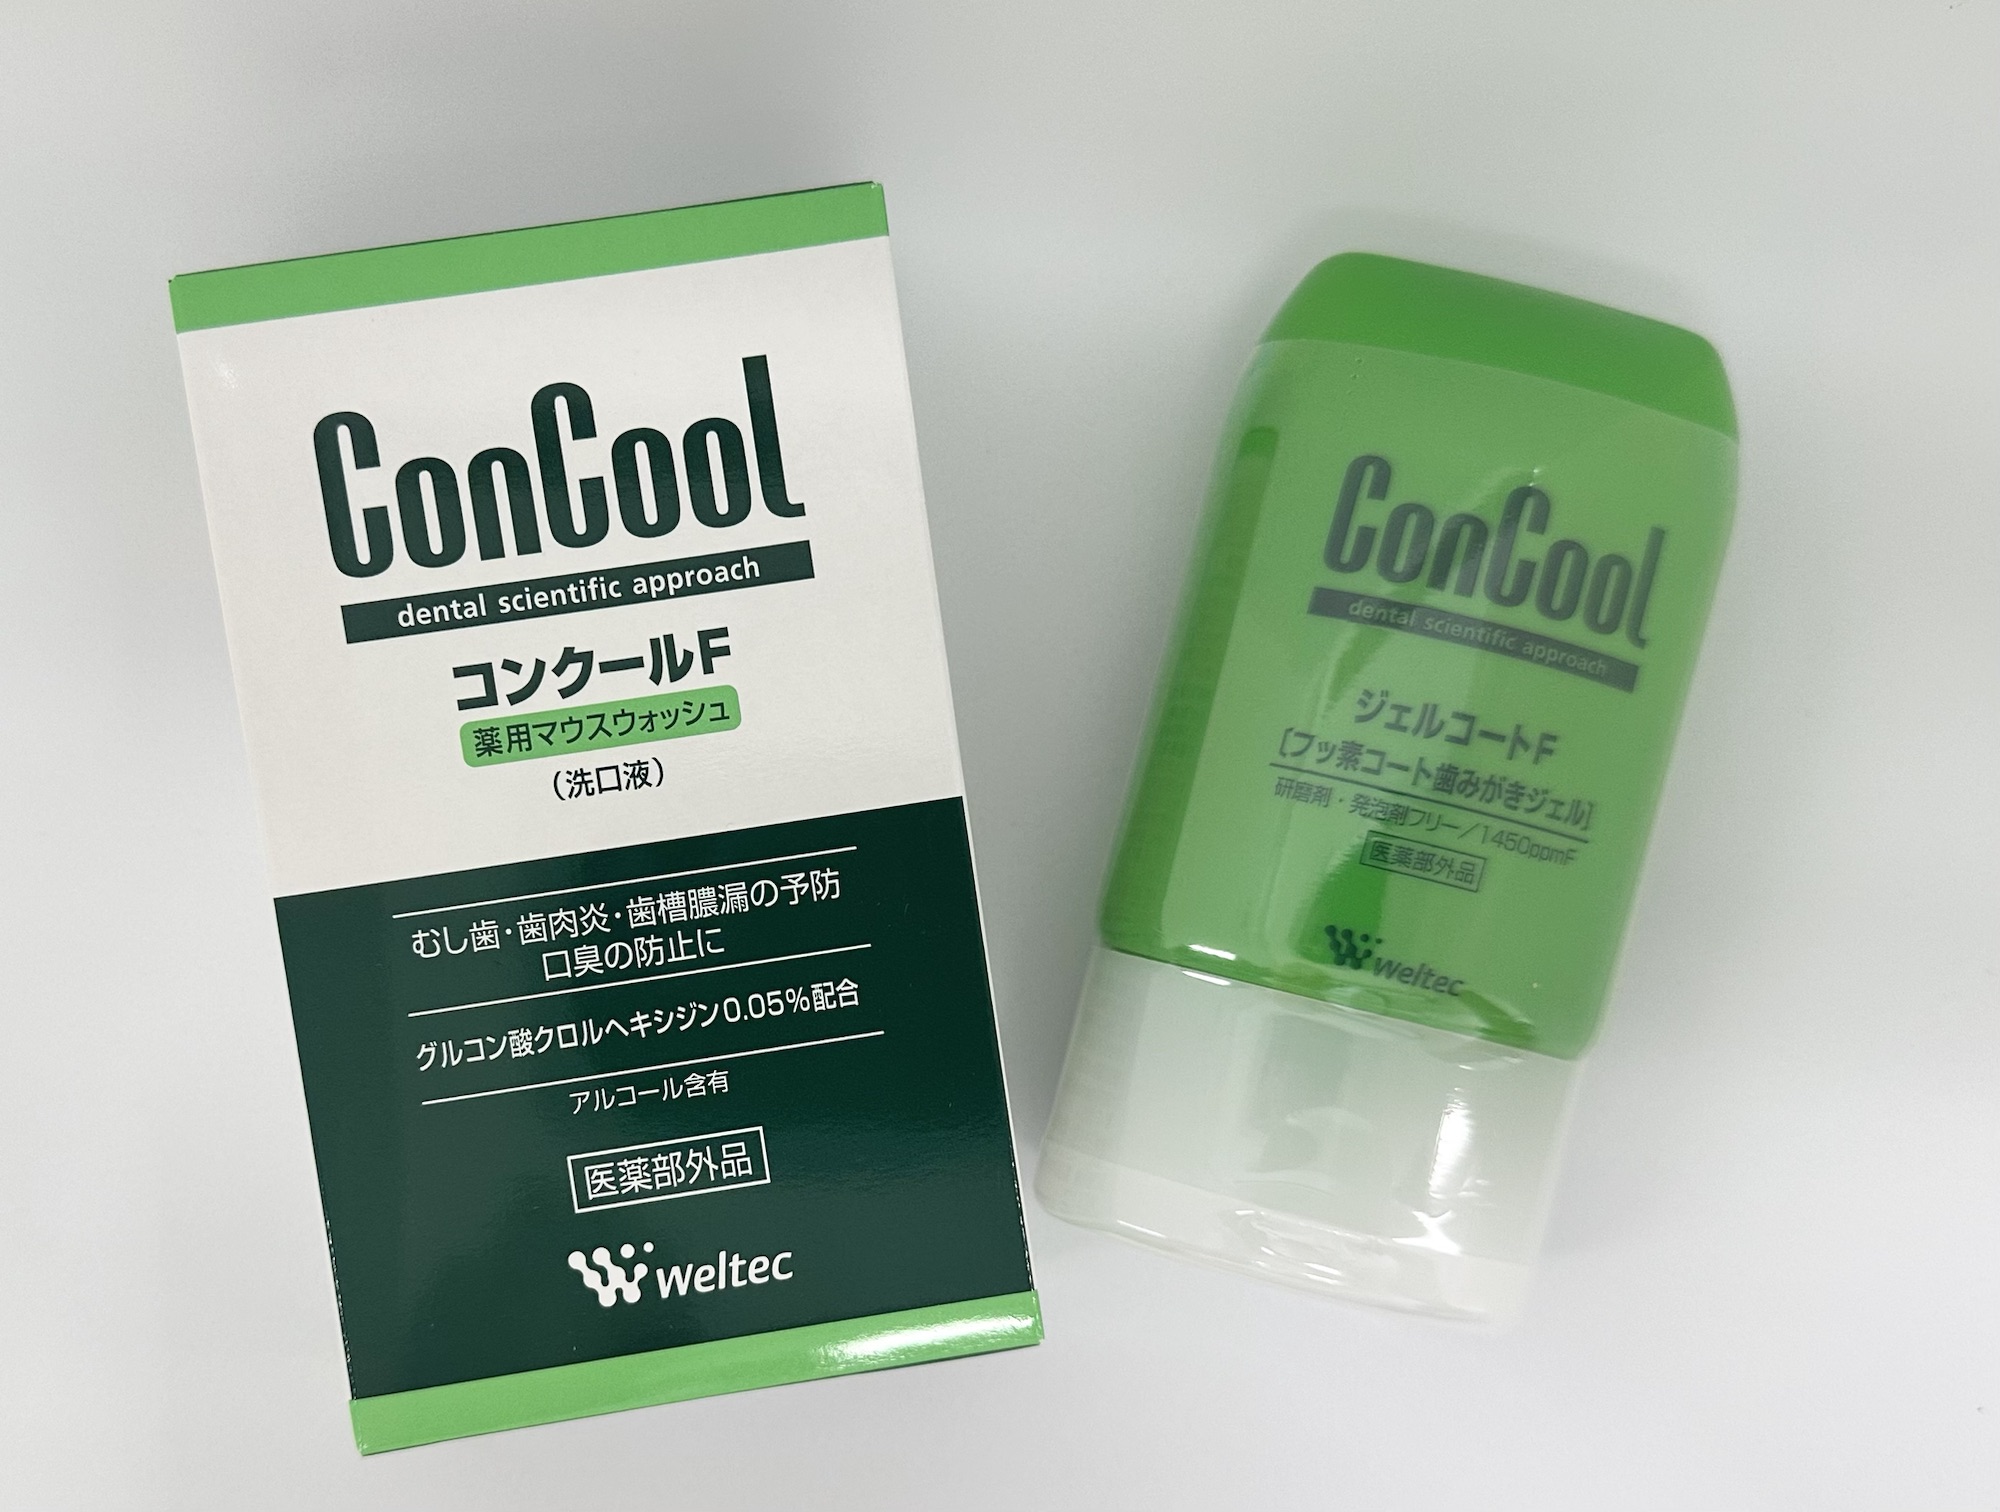 ConCool
dental scientific approach
コンクールF
薬用マウスウォッシュ
(洗口液)
むし歯・歯肉炎・歯槽膿漏の予防
口臭の防止に
グルコン酸クロルヘキシジン0.05%配合
アルコール含有
医薬部外品
weltec
ConCool
dental scientific approach
ジェルコートF
[フッ素コート歯みがきジェル]
研磨剤・発泡剤フリー/1450ppmF
医薬部外品
weltec